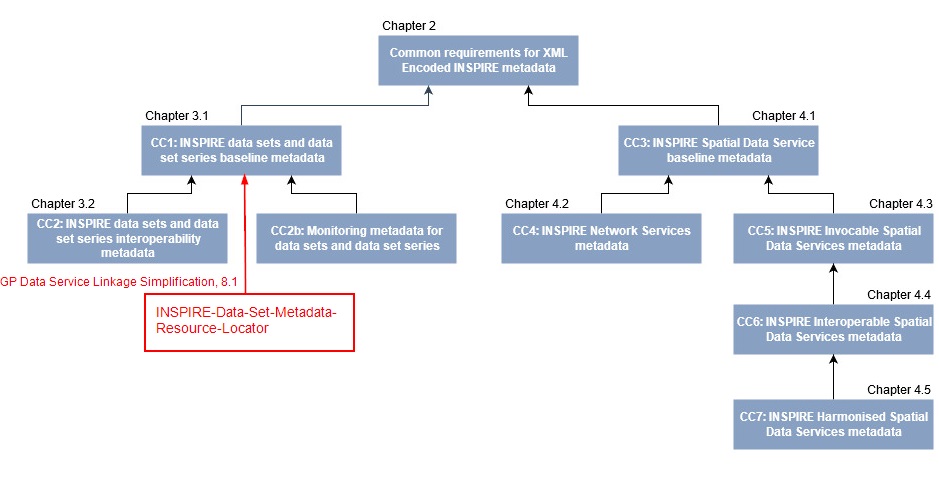 Chapter 2
Common requirements for XML
Encoded INSPIRE metadata
Chapter 3.1
CC1: INSPIRE data sets and data
set series baseline metadata
Chapter 4.1
CC3: INSPIRE Spatial Data Service
baseline metadata
Chapter 3.2
CC2: INSPIRE data sets and data
set series interoperability
metadata
CC2b: Monitoring metadata for
data sets and data set series
Chapter 4.2
CC4: INSPIRE Network Services
metadata
Chapter 4.3
CC5: INSPIRE Invocable Spatial
Data Services metadata
GP Data Service Linkage Simplification, 8.1
INSPIRE-Data-Set-Metadata-
Resource-Locator
Chapter 4.4
CC6: INSPIRE Interoperable Spatial
Data Services metadata
Chapter 4.5
CC7: INSPIRE Harmonised Spatial
Data Services metadata